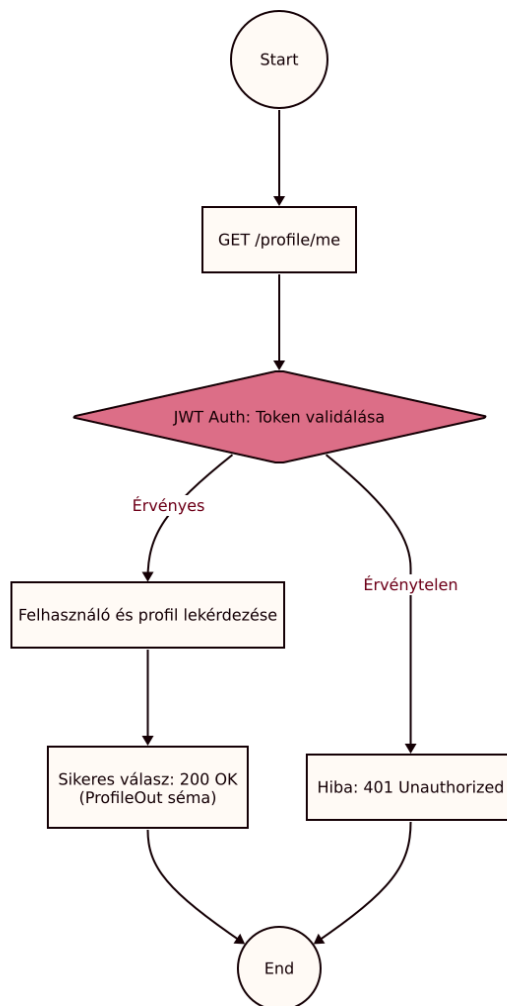 Start
GET /profile/me
JWT Auth: Token validálása
Érvényes
Érvénytelen
Felhasználó és profil lekérdezése
Sikeres válasz: 200 OK
(ProfileOut séma)
Hiba: 401 Unauthorized
End